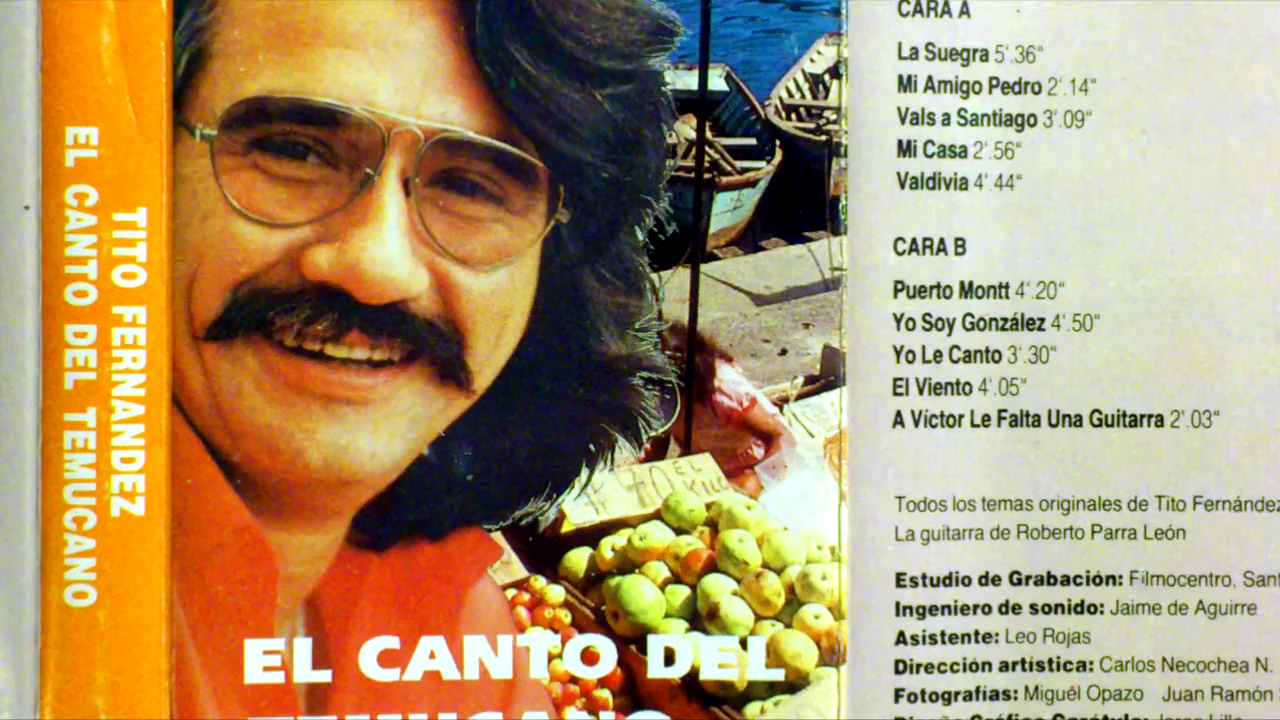 TITO FERNANDEZ
EL CANTO DEL TEMUCANO
EL KILO
EL CANTO DEL
TEMUCANO
CARA A
La Suegra 5'.36"
Mi Amigo Pedro 2'.14"
Vals a Santiago 3'.09"
Mi Casa 2'.56"
Valdivia 4'.44"
CARA B
Puerto Montt 4'.20"
Yo Soy González 4'.50"
Yo Le Canto 3'.30"
El Viento 4'.05"
A Víctor Le Falta Una Guitarra 2'.03"
Todos los temas originales de Tito Fernández
La guitarra de Roberto Parra León
Estudio de Grabación: Filmocentro, Sant
Ingeniero de sonido: Jaime de Aguirre
Asistente: Leo Rojas
Dirección artística: Carlos Necochea N.
Fotografías: Miguel Opazo Juan Ramón